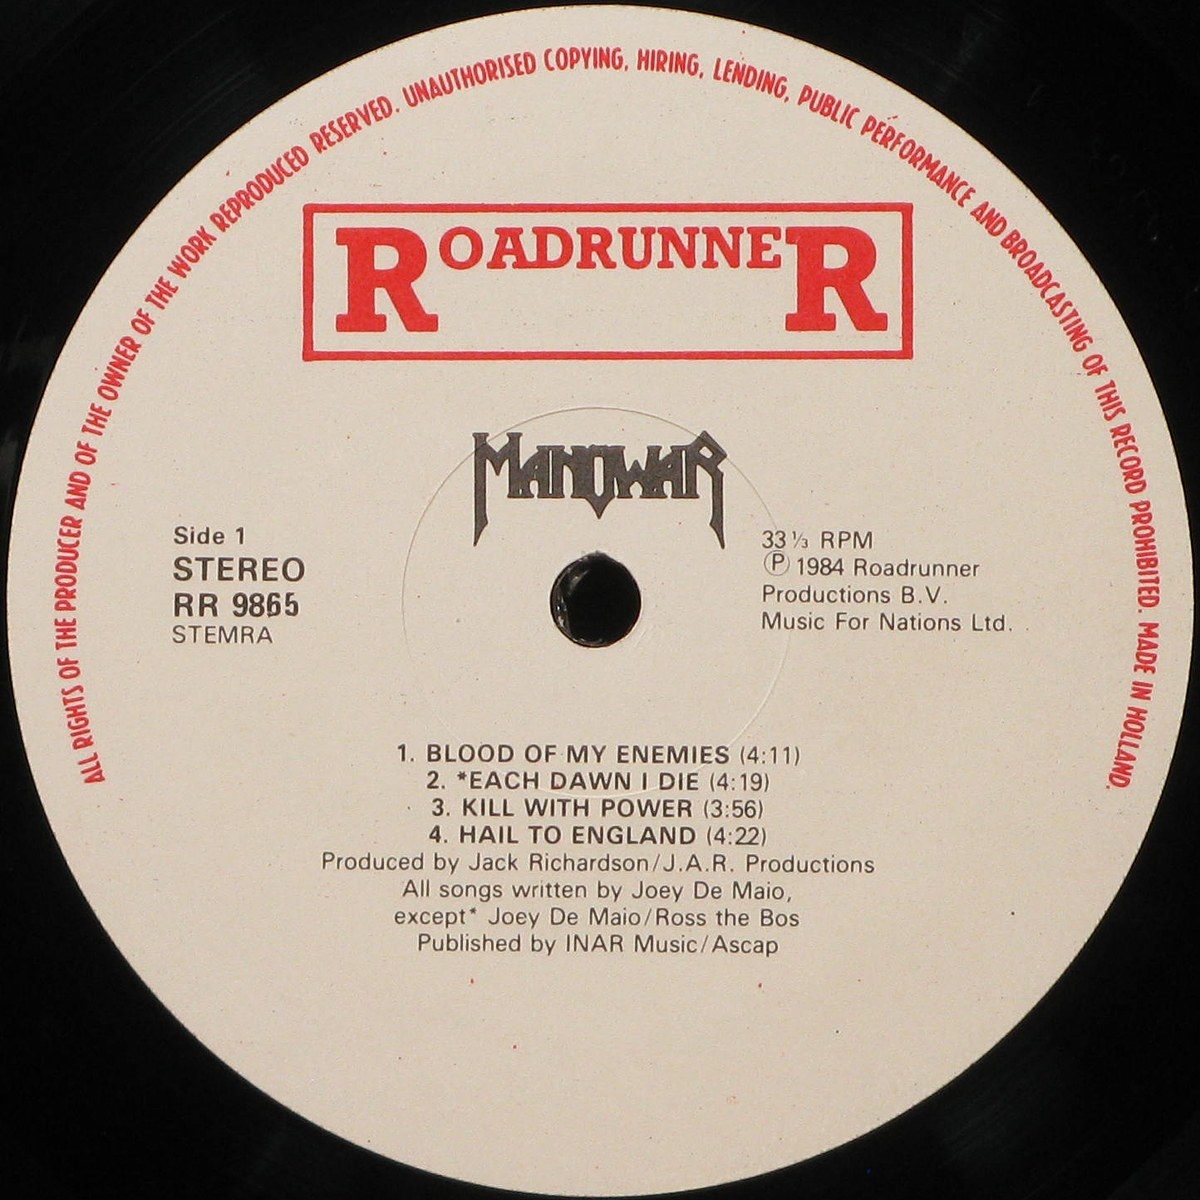 ALL RIGHTS OF THE PRODUCER AND OF THE OWNER OF THE WORK REPRODUCED RESERVED. UNAUTHORISED COPYING, HIRING, LENDING, PUBLIC PERFORMANCE AND BROADCASTING OF THIS RECORD PROHIBITED. MADE IN HOLLAND.
ROADRUNNER
MANOWAR
Side 1
STEREO
RR 9865
STEMRA
33 ⅓ RPM
Ⓟ 1984 Roadrunner
Productions B.V.
Music For Nations Ltd.
1. BLOOD OF MY ENEMIES (4:11)
2. *EACH DAWN I DIE (4:19)
3. KILL WITH POWER (3:56)
4. HAIL TO ENGLAND (4:22)
Produced by Jack Richardson/J.A.R. Productions
All songs written by Joey De Maio,
except* Joey De Maio/Ross the Bos
Published by INAR Music/Ascap